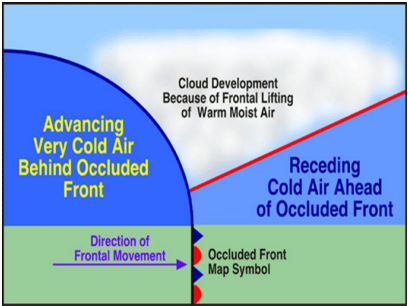 Cloud Development
Because of Frontal Lifting
of Warm Moist Air
Advancing
Very Cold Air
Behind Occluded
Front
Receding
Cold Air Ahead
of Occluded Front
Direction of
Frontal Movement
Occluded Front
Map Symbol